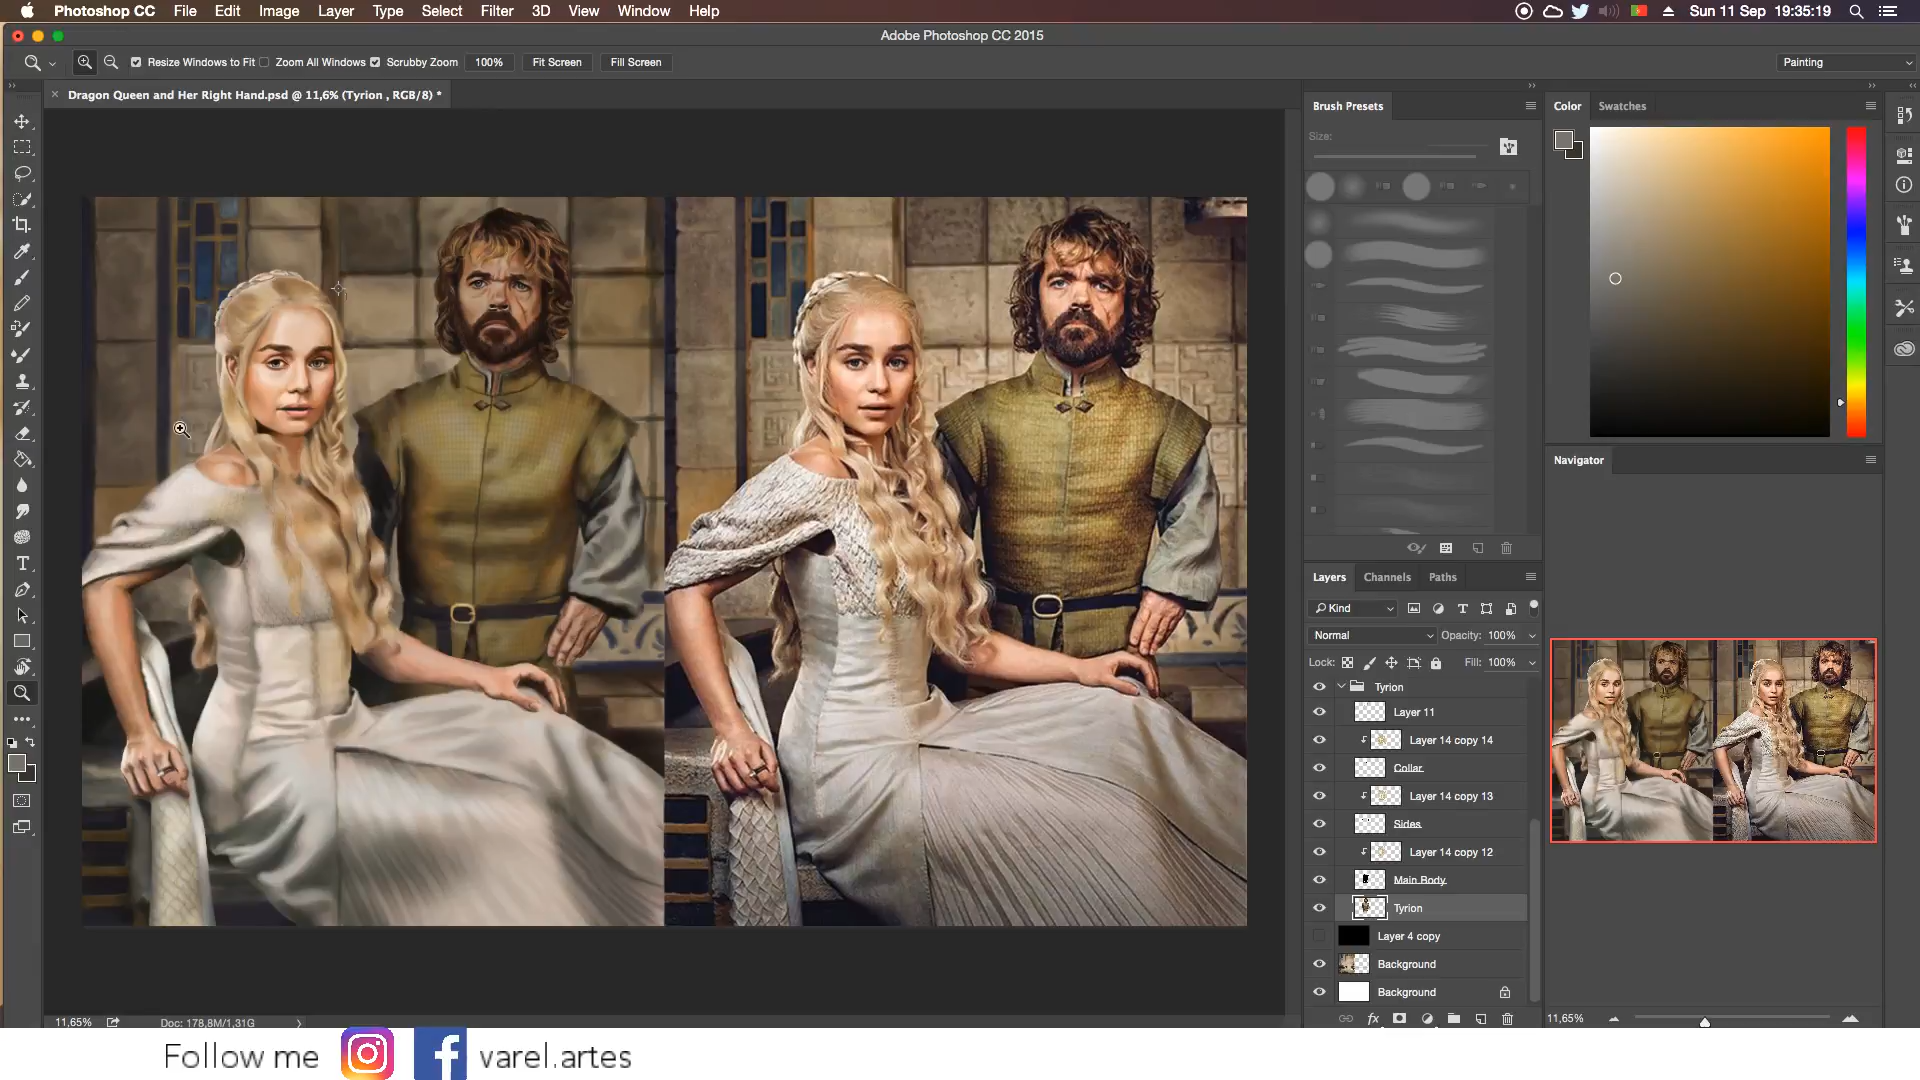 Photoshop CC File Edit Image Layer Type Select Filter 3D View Window Help Sun 11 Sep 19:35:19
Adobe Photoshop CC 2015
Resize Windows to Fit Zoom All Windows Scrubby Zoom 100% Fit Screen Fill Screen Painting
Dragon Queen and Her Right Hand.psd @ 11,6% (Tyrion , RGB/8) *
Brush Presets
Size:
Color Swatches
Navigator
Layers Channels Paths
Kind
Normal Opacity: 100%
Lock: Fill: 100%
Tyrion
Layer 11
Layer 14 copy 14
Collar
Layer 14 copy 13
Sides
Layer 14 copy 12
Main Body
Tyrion
Layer 4 copy
Background
Background
11,65% Doc: 178,8M/1,31G
fx
11,65%
Follow me varel.artes